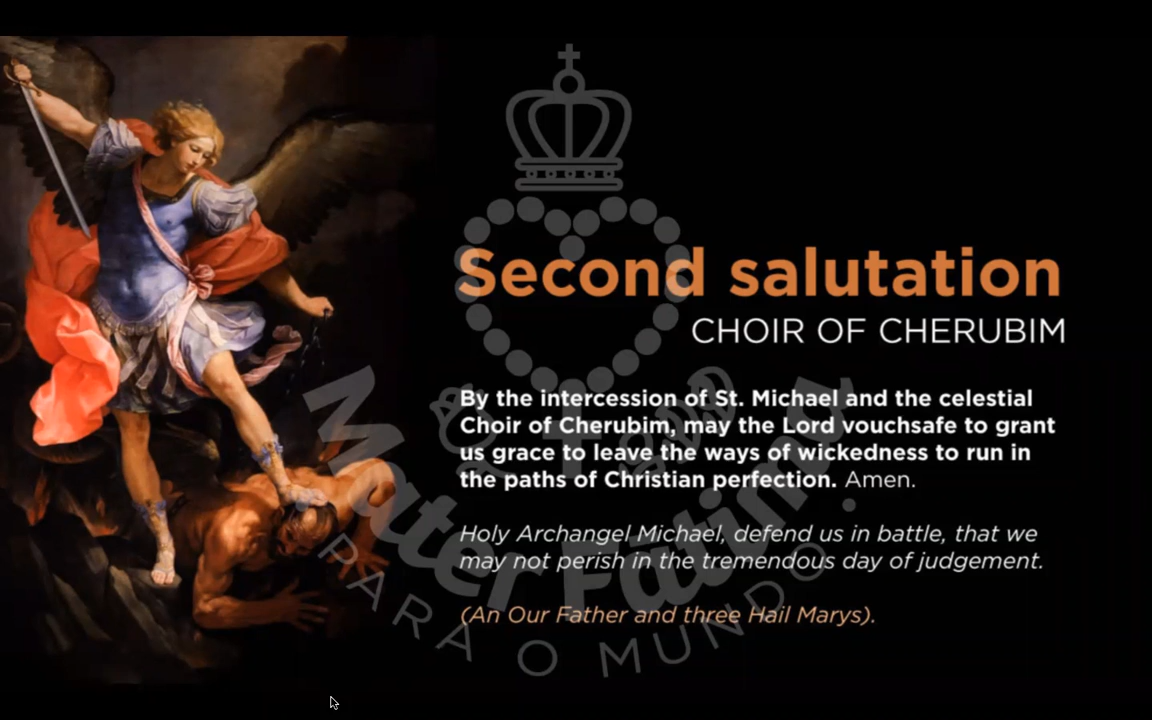 Second salutation
CHOIR OF CHERUBIM
By the intercession of St. Michael and the celestial
Choir of Cherubim, may the Lord vouchsafe to grant
us grace to leave the ways of wickedness to run in
the paths of Christian perfection. Amen.
Holy Archangel Michael, defend us in battle, that we
may not perish in the tremendous day of judgement.
(An Our Father and three Hail Marys).
Mater Fátima
PARA O MUNDO